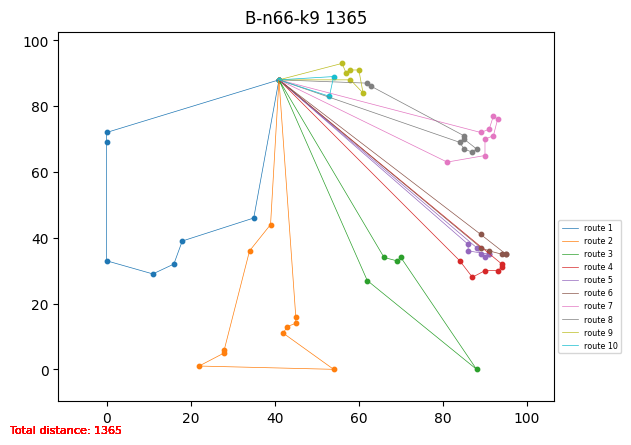 B-n66-k9 1365
100
80
60
40
20
0
0 20 40 60 80 100
route 1
route 2
route 3
route 4
route 5
route 6
route 7
route 8
route 9
route 10
Total distance: 1365